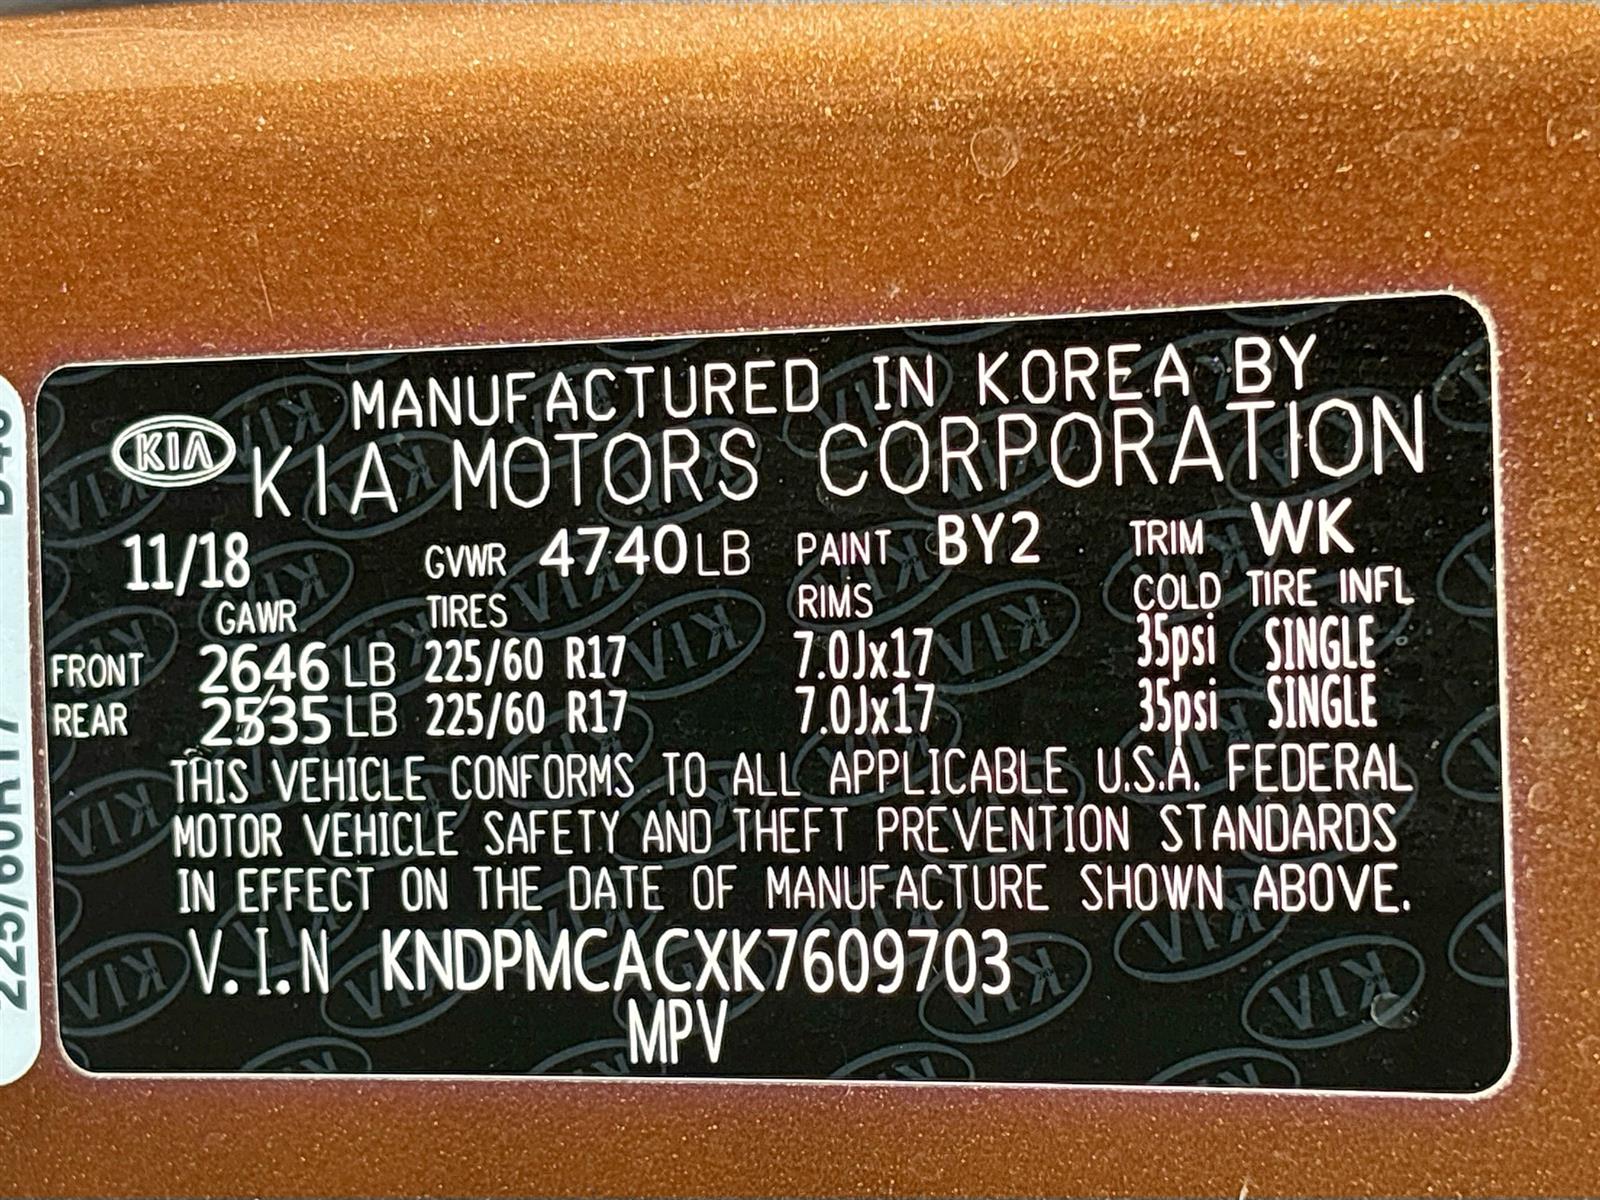 MANUFACTURED IN KOREA BY
KIA KIA MOTORS CORPORATION
11/18 GVWR 4740LB PAINT BY2 TRIM WK
GAWR TIRES RIMS COLD TIRE INFL
FRONT 2646 LB 225/60 R17 7.0Jx17 35psi SINGLE
REAR 2535 LB 225/60 R17 7.0Jx17 35psi SINGLE
THIS VEHICLE CONFORMS TO ALL APPLICABLE U.S.A. FEDERAL
MOTOR VEHICLE SAFETY AND THEFT PREVENTION STANDARDS
IN EFFECT ON THE DATE OF MANUFACTURE SHOWN ABOVE.
V.I.N KNDPMCACXK7609703
MPV
225/60R17